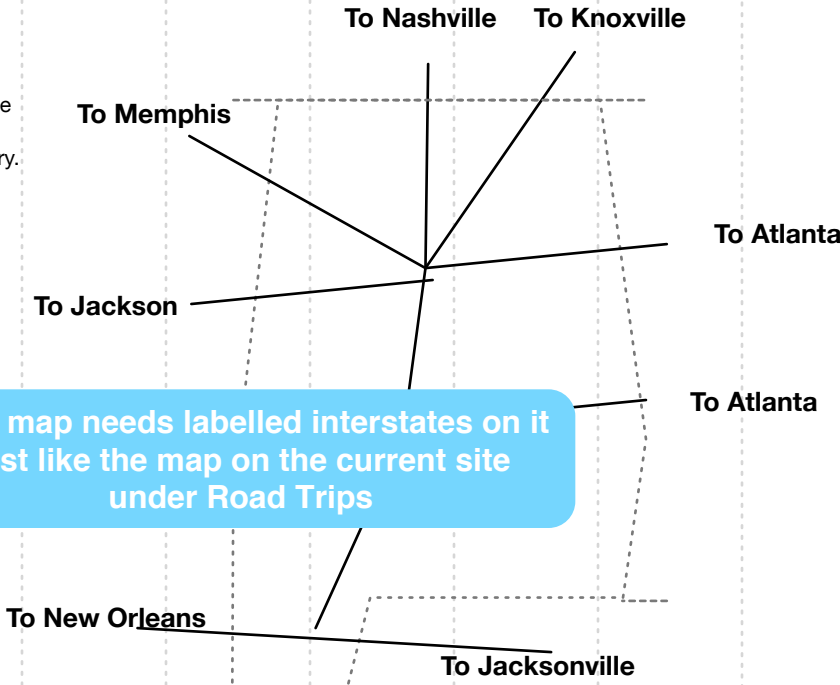 To Nashville
To Knoxville
e
To Memphis
ry.
To Atlanta
To Jackson
To Atlanta
map needs labelled interstates on it
st like the map on the current site
under Road Trips
To New Orleans
To Jacksonville